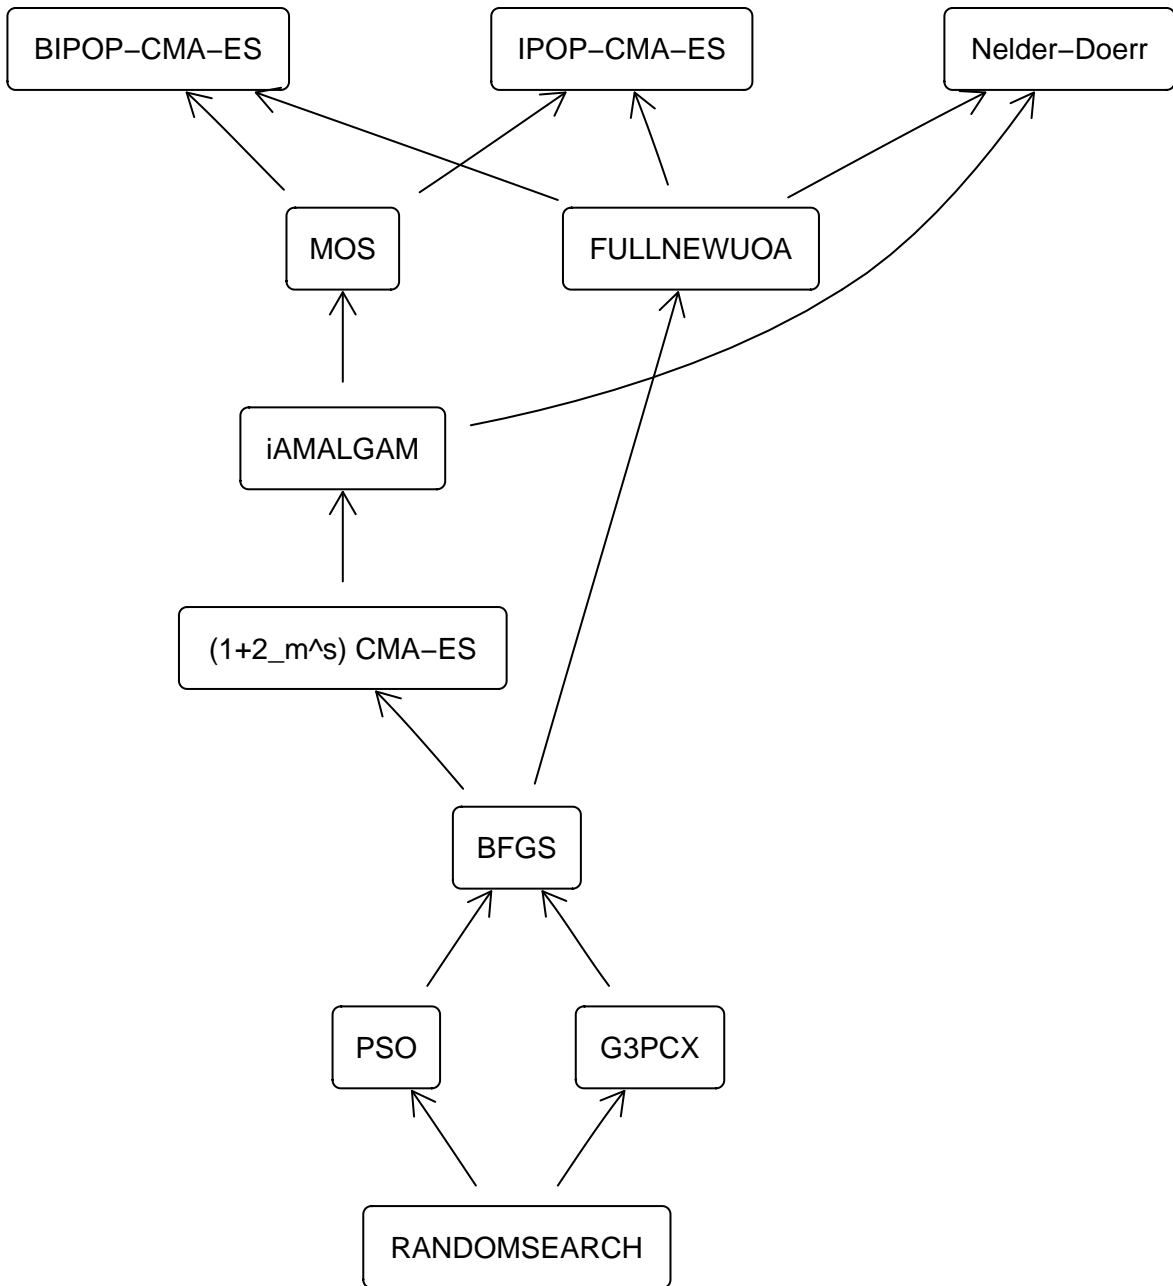 BIPOP−CMA−ES
IPOP−CMA−ES
Nelder−Doerr
MOS
FULLNEWUOA
iAMALGAM
(1+2_m^s) CMA−ES
BFGS
PSO
G3PCX
RANDOMSEARCH